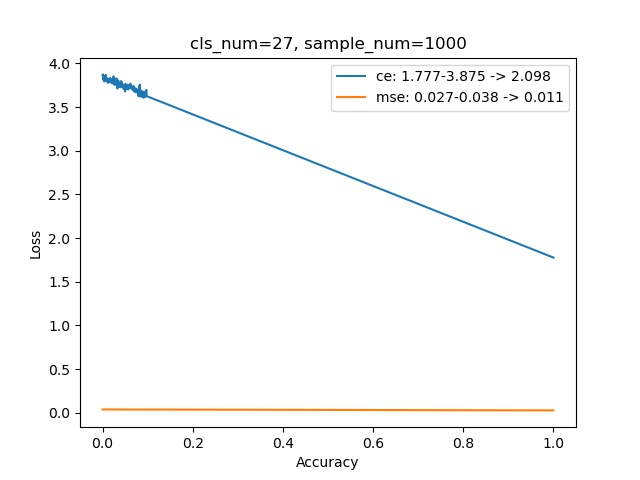 cls_num=27, sample_num=1000
ce: 1.777-3.875 -> 2.098
mse: 0.027-0.038 -> 0.011
Loss
4.0
3.5
3.0
2.5
2.0
1.5
1.0
0.5
0.0
0.0 0.2 0.4 0.6 0.8 1.0
Accuracy